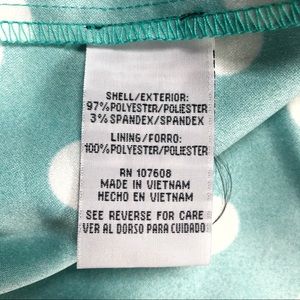 SHELL/EXTERIOR:
97% POLYESTER/POLIESTER
3% SPANDEX/SPANDEX
LINING/FORRO:
100% POLYESTER/POLIESTER
RN 107608
MADE IN VIETNAM
HECHO EN VIETNAM
SEE REVERSE FOR CARE
VER AL DORSO PARA CUIDADO